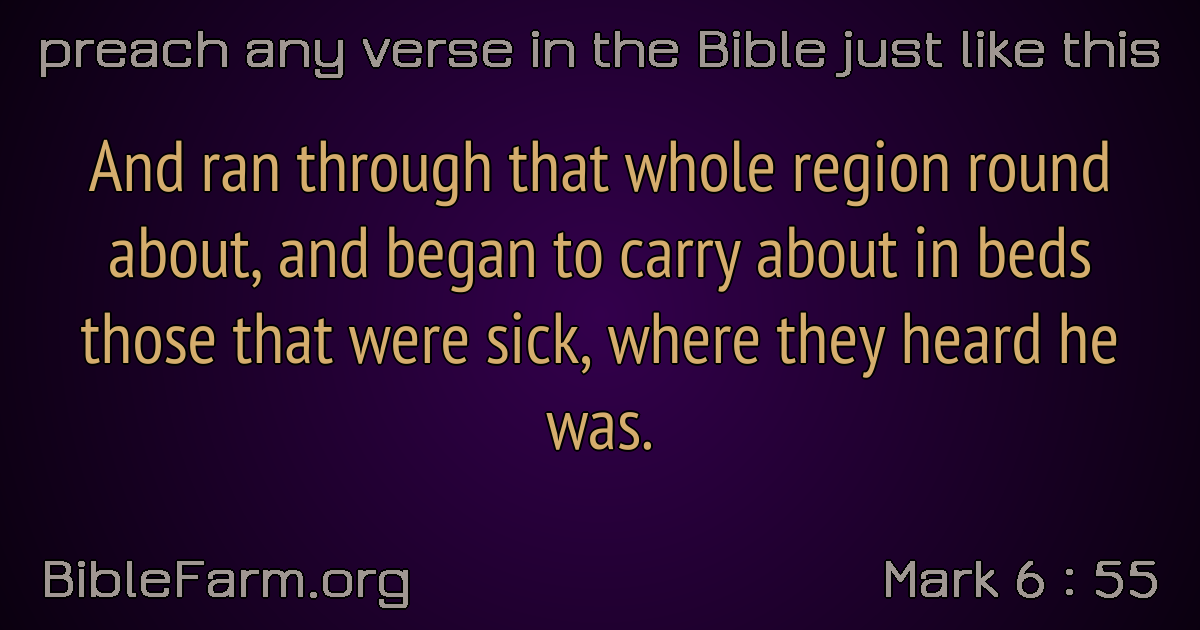 preach any verse in the Bible just like this
And ran through that whole region round
about, and began to carry about in beds
those that were sick, where they heard he
was.
BibleFarm.org
Mark 6 : 55